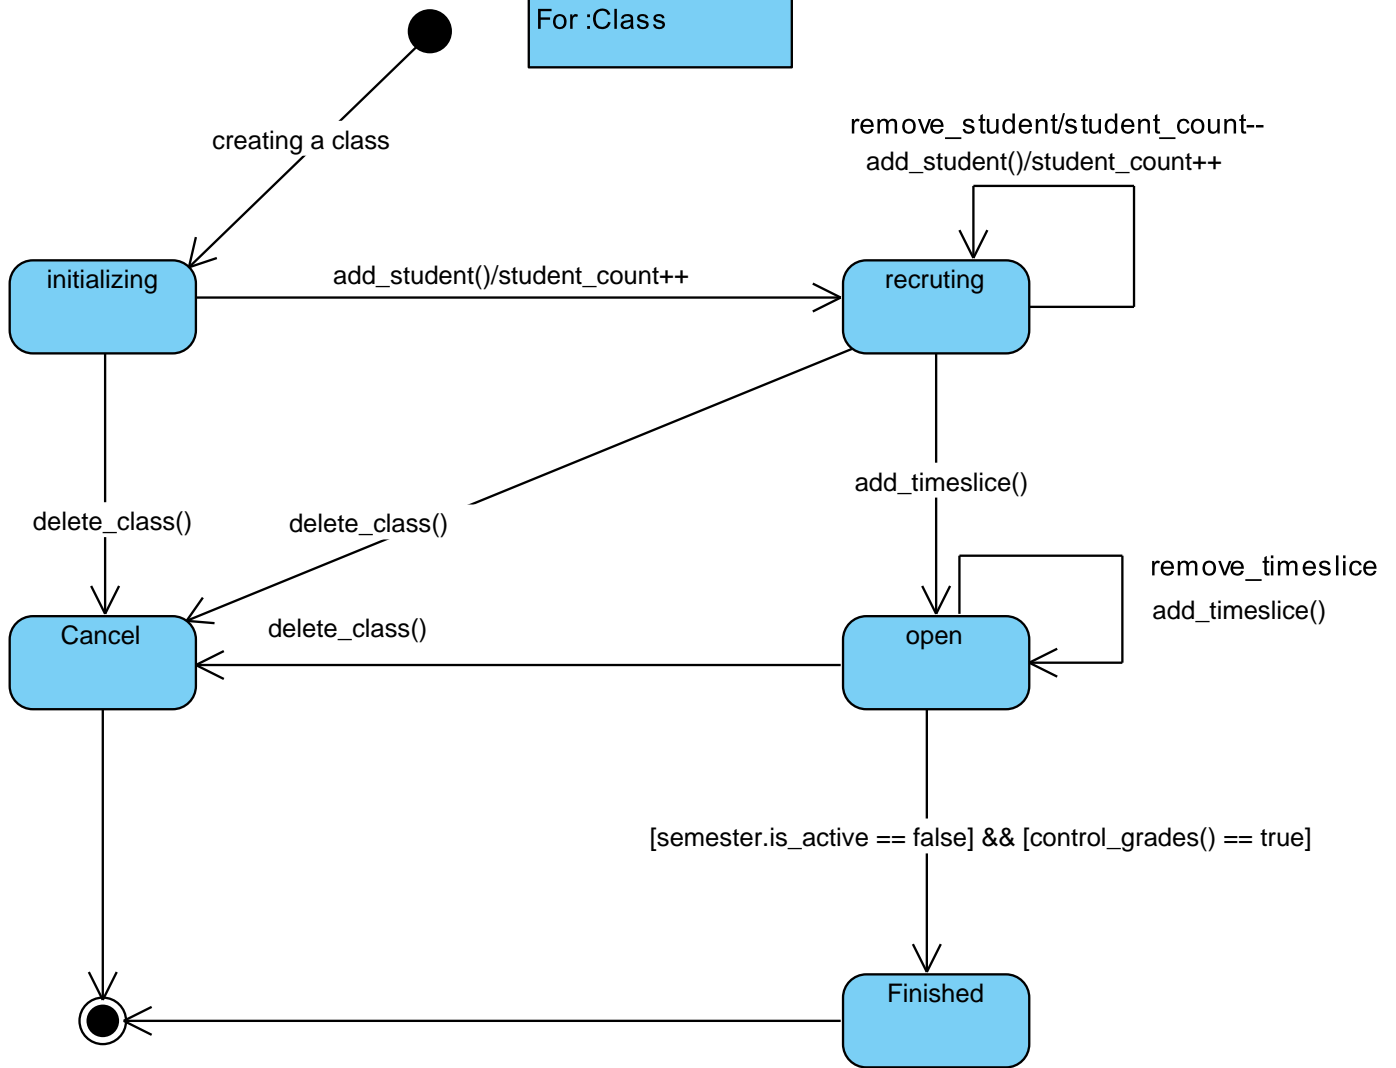 For :Class
creating a class
remove_student/student_count--
add_student()/student_count++
initializing
add_student()/student_count++
recruting
add_timeslice()
delete_class()
delete_class()
remove_timeslice
add_timeslice()
delete_class()
Cancel
open
[semester.is_active == false] && [control_grades() == true]
Finished